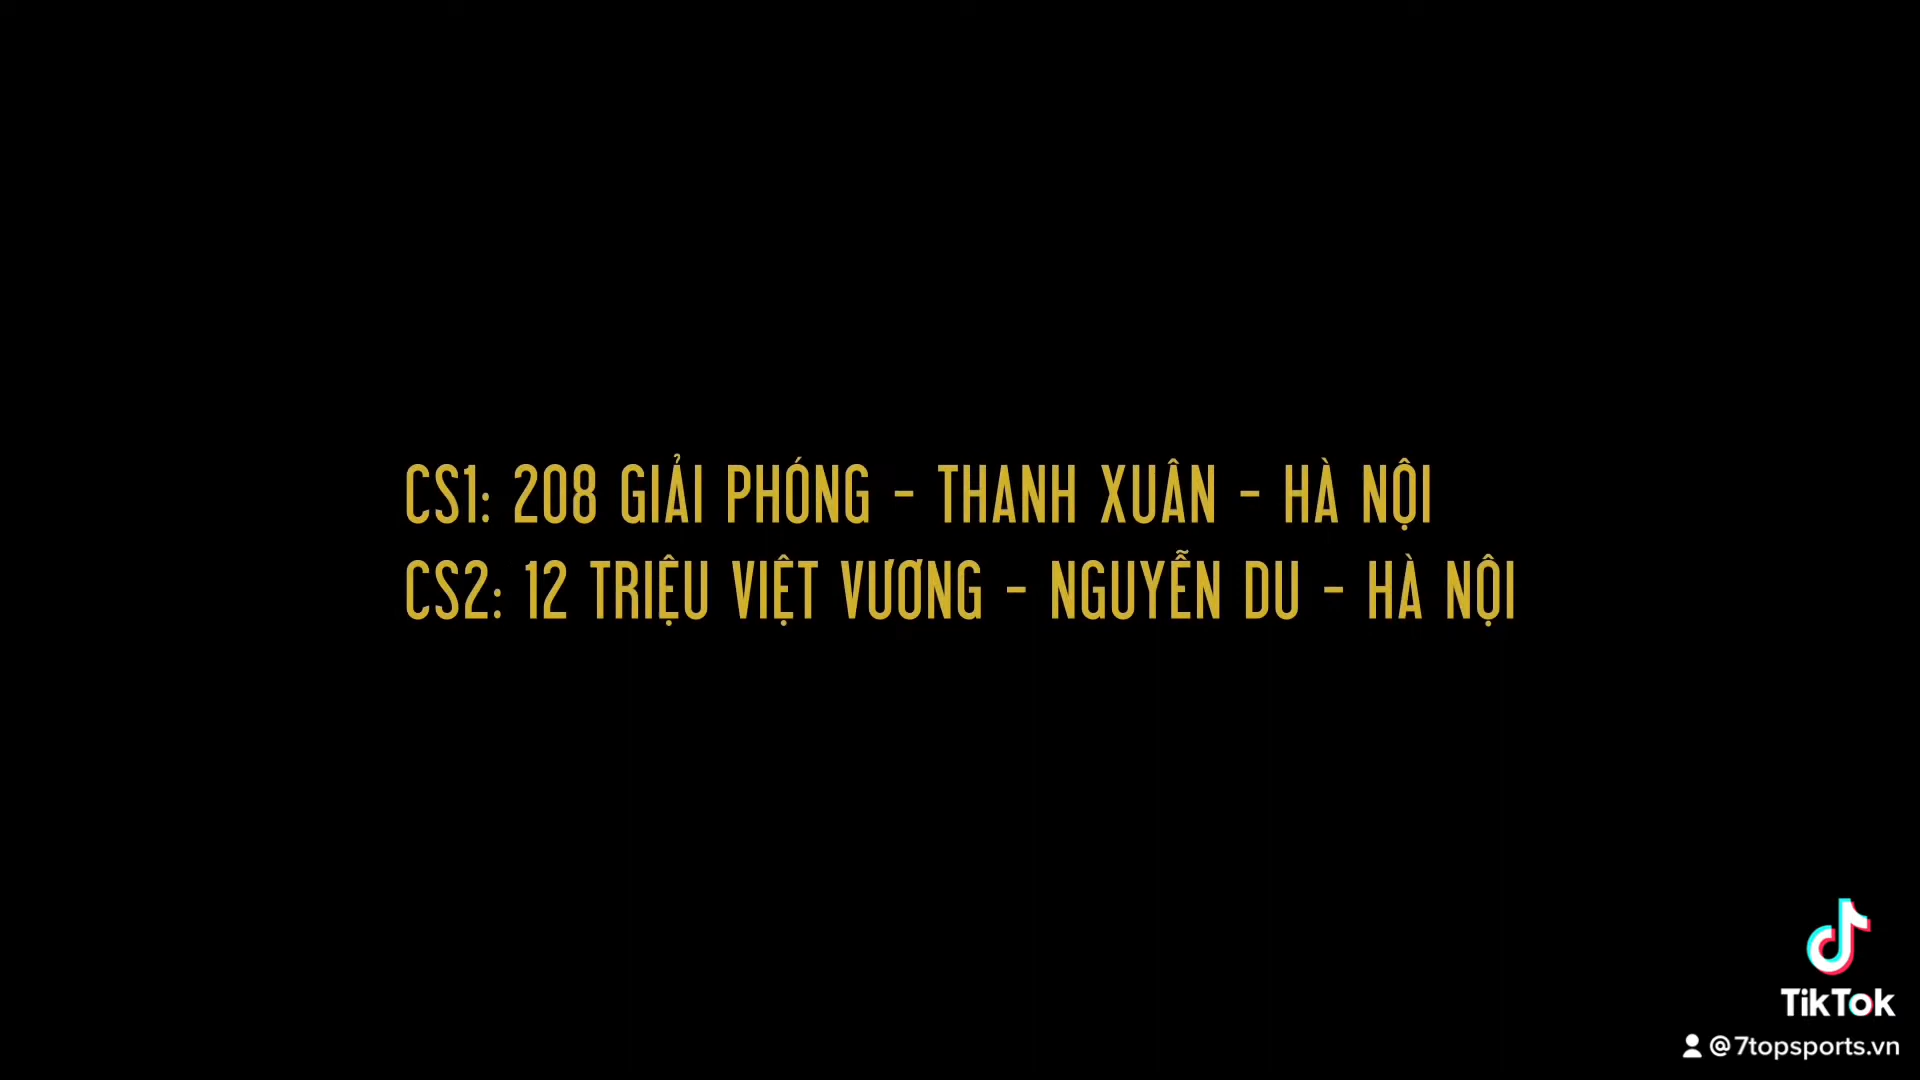 CS1: 208 GIẢI PHÓNG - THANH XUÂN - HÀ NỘI
CS2: 12 TRIỆU VIỆT VƯƠNG - NGUYỄN DU - HÀ NỘI
TikTok
@7topsports.vn